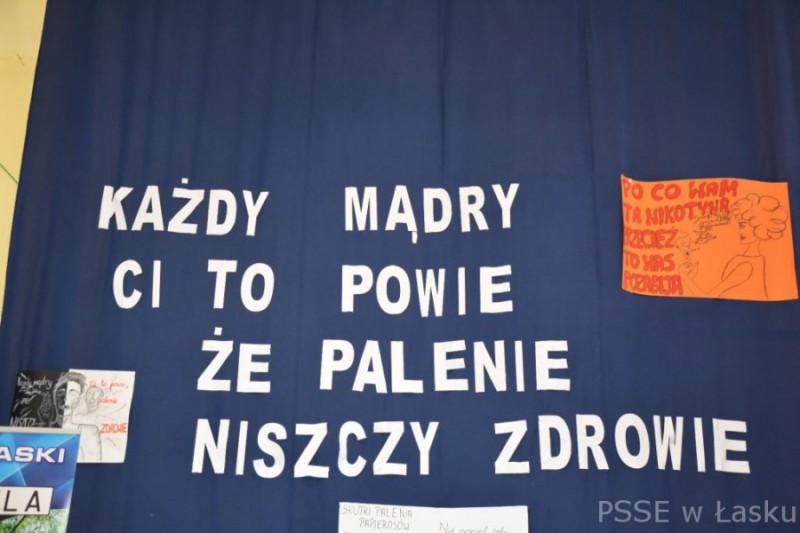 KAŻDY MĄDRY
CI TO POWIE
ŻE PALENIE
NISZCZY ZDROWIE
PO CO WAM
TA NIKOTYNA
PRZECIEŻ
TO WAS
POZABIJA
ZDROWIE
ASKI
LA
SKUTKI PALENIA
PAPIEROSÓW
PSSE w Łasku